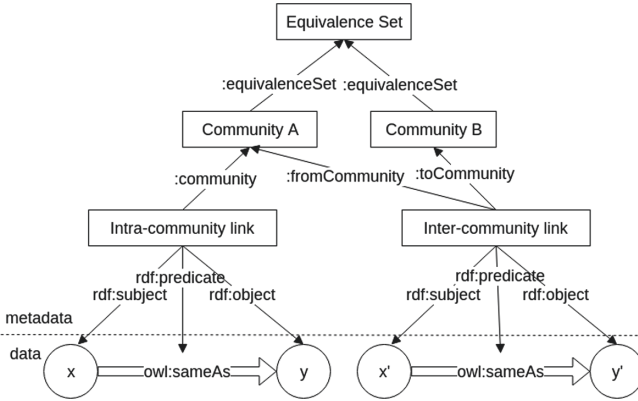 Equivalence Set
:equivalenceSet :equivalenceSet
Community A
Community B
:community
:fromCommunity
:toCommunity
Intra-community link
Inter-community link
rdf:predicate
rdf:subject
rdf:object
rdf:predicate
rdf:subject
rdf:object
metadata
data
x
owl:sameAs
y
x'
owl:sameAs
y'